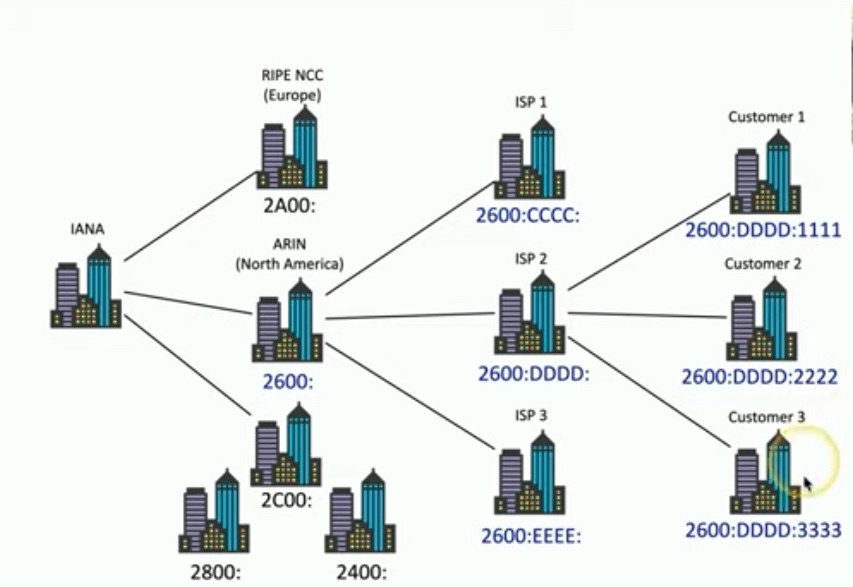 RIPE NCC
(Europe)
2A00:
ISP 1
2600:CCCC:
Customer 1
2600:DDDD:1111
IANA
ARIN
(North America)
2600:
ISP 2
2600:DDDD:
Customer 2
2600:DDDD:2222
2C00:
ISP 3
2600:EEEE:
Customer 3
2600:DDDD:3333
2800:
2400: